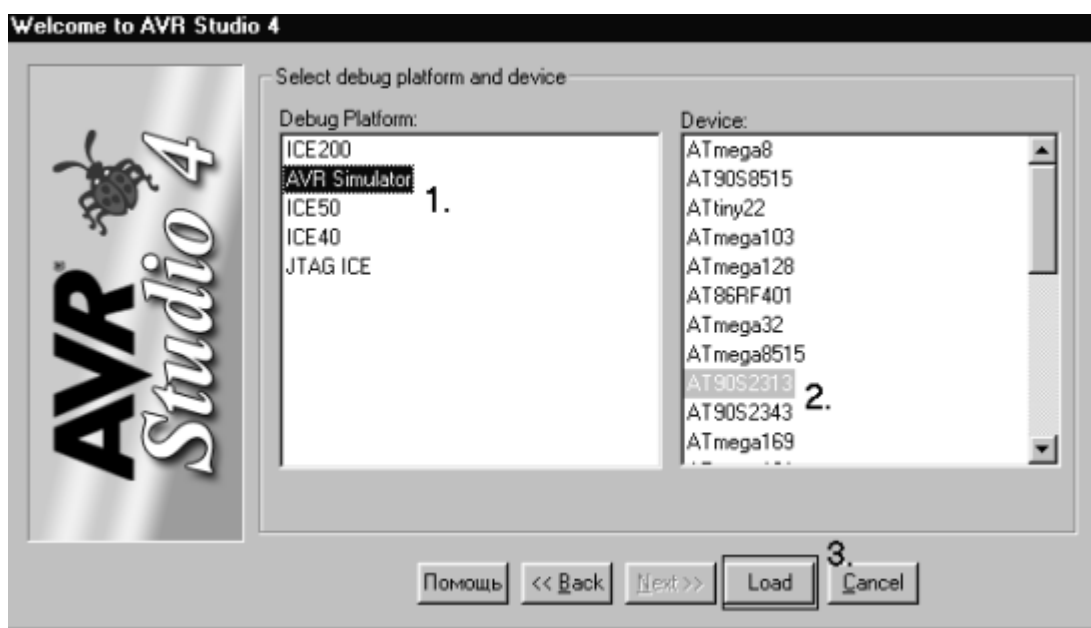 Welcome to AVR Studio 4
AVR®
Studio 4
Select debug platform and device
Debug Platform:
ICE200
AVR Simulator
1.
ICE50
ICE40
JTAG ICE
Device:
ATmega8
AT90S8515
ATtiny22
ATmega103
ATmega128
AT86RF401
ATmega32
ATmega8515
AT90S2313
2.
AT90S2343
ATmega169
3.
Помощь
<< Back
Next >>
Load
Cancel